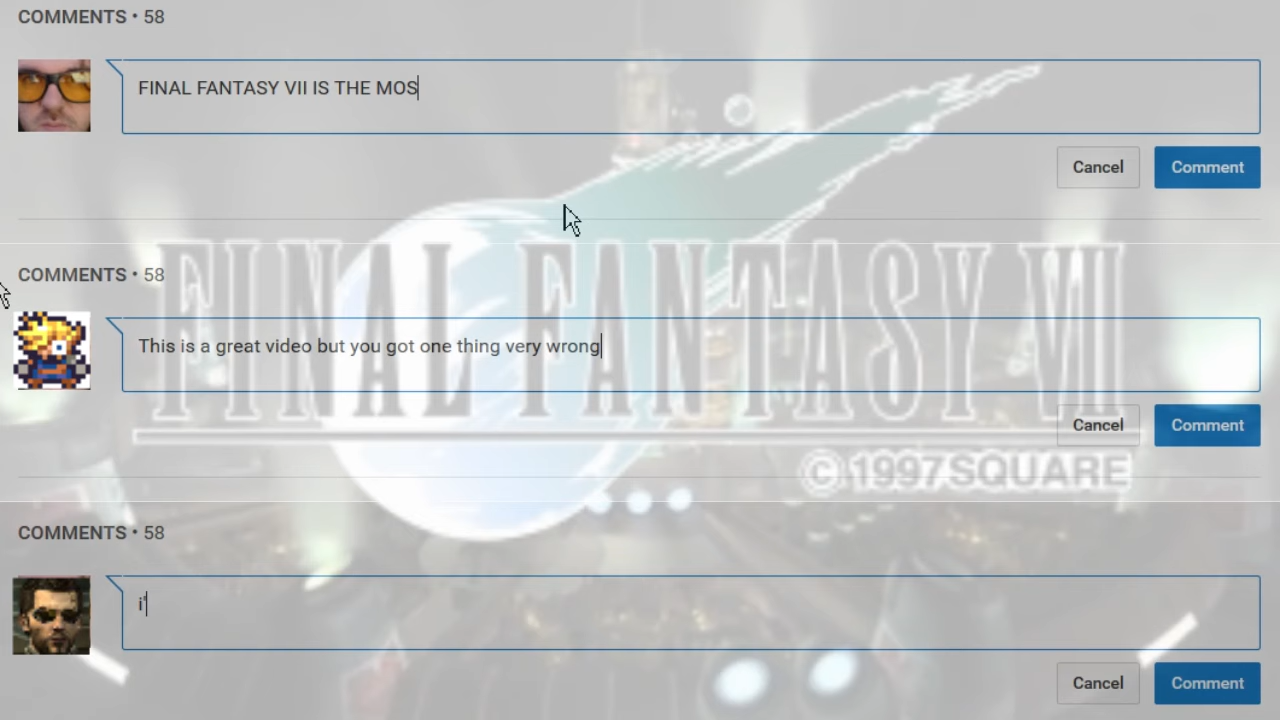 COMMENTS • 58
FINAL FANTASY VII IS THE MOS
Cancel Comment
FINAL FANTASY VII
COMMENTS • 58
This is a great video but you got one thing very wrong
Cancel Comment
© 1997 SQUARE
COMMENTS • 58
i'
Cancel Comment